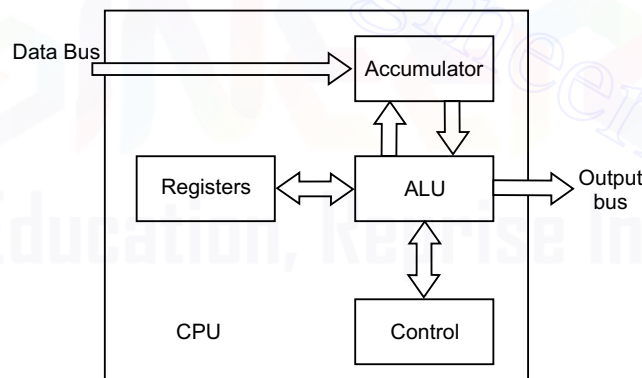 Data Bus
Accumulator
Registers
ALU
Output
bus
CPU
Control